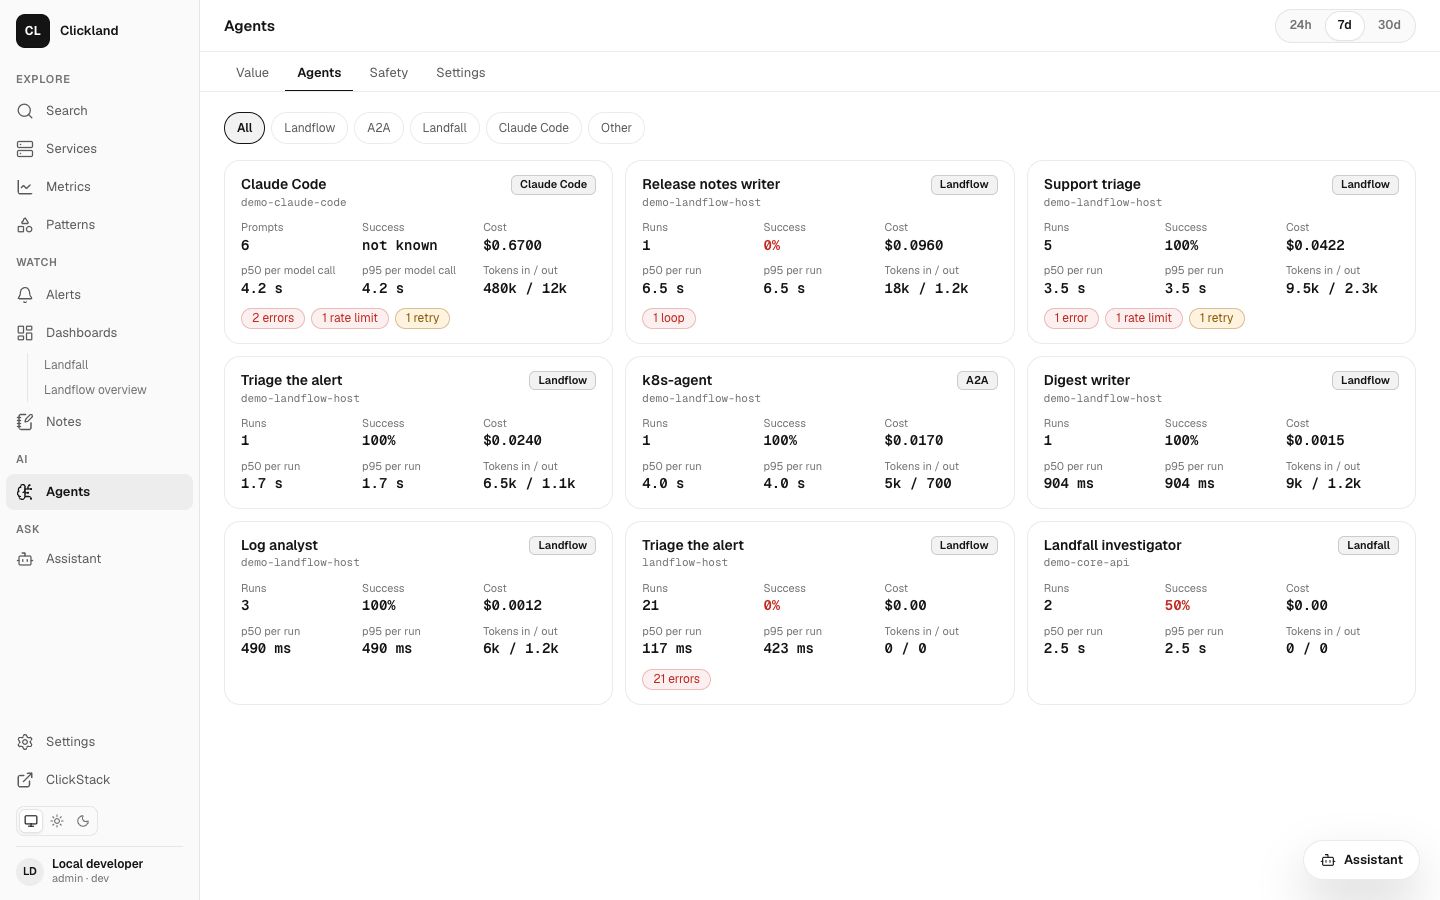 CL Clickland
EXPLORE
Search
Services
Metrics
Patterns
WATCH
Alerts
Dashboards
Landfall
Landflow overview
Notes
AI
Agents
ASK
Assistant
Settings
ClickStack
LD
Local developer
admin · dev
Agents
24h 7d 30d
Value Agents Safety Settings
All Landflow A2A Landfall Claude Code Other
Claude Code Claude Code
demo-claude-code
Prompts Success Cost
6 not known $0.6700
p50 per model call p95 per model call Tokens in / out
4.2 s 4.2 s 480k / 12k
2 errors 1 rate limit 1 retry
Release notes writer Landflow
demo-landflow-host
Runs Success Cost
1 0% $0.0960
p50 per run p95 per run Tokens in / out
6.5 s 6.5 s 18k / 1.2k
1 loop
Support triage Landflow
demo-landflow-host
Runs Success Cost
5 100% $0.0422
p50 per run p95 per run Tokens in / out
3.5 s 3.5 s 9.5k / 2.3k
1 error 1 rate limit 1 retry
Triage the alert Landflow
demo-landflow-host
Runs Success Cost
1 100% $0.0240
p50 per run p95 per run Tokens in / out
1.7 s 1.7 s 6.5k / 1.1k
k8s-agent A2A
demo-landflow-host
Runs Success Cost
1 100% $0.0170
p50 per run p95 per run Tokens in / out
4.0 s 4.0 s 5k / 700
Digest writer Landflow
demo-landflow-host
Runs Success Cost
1 100% $0.0015
p50 per run p95 per run Tokens in / out
904 ms 904 ms 9k / 1.2k
Log analyst Landflow
demo-landflow-host
Runs Success Cost
3 100% $0.0012
p50 per run p95 per run Tokens in / out
490 ms 490 ms 6k / 1.2k
Triage the alert Landflow
landflow-host
Runs Success Cost
21 0% $0.00
p50 per run p95 per run Tokens in / out
117 ms 423 ms 0 / 0
21 errors
Landfall investigator Landfall
demo-core-api
Runs Success Cost
2 50% $0.00
p50 per run p95 per run Tokens in / out
2.5 s 2.5 s 0 / 0
Assistant